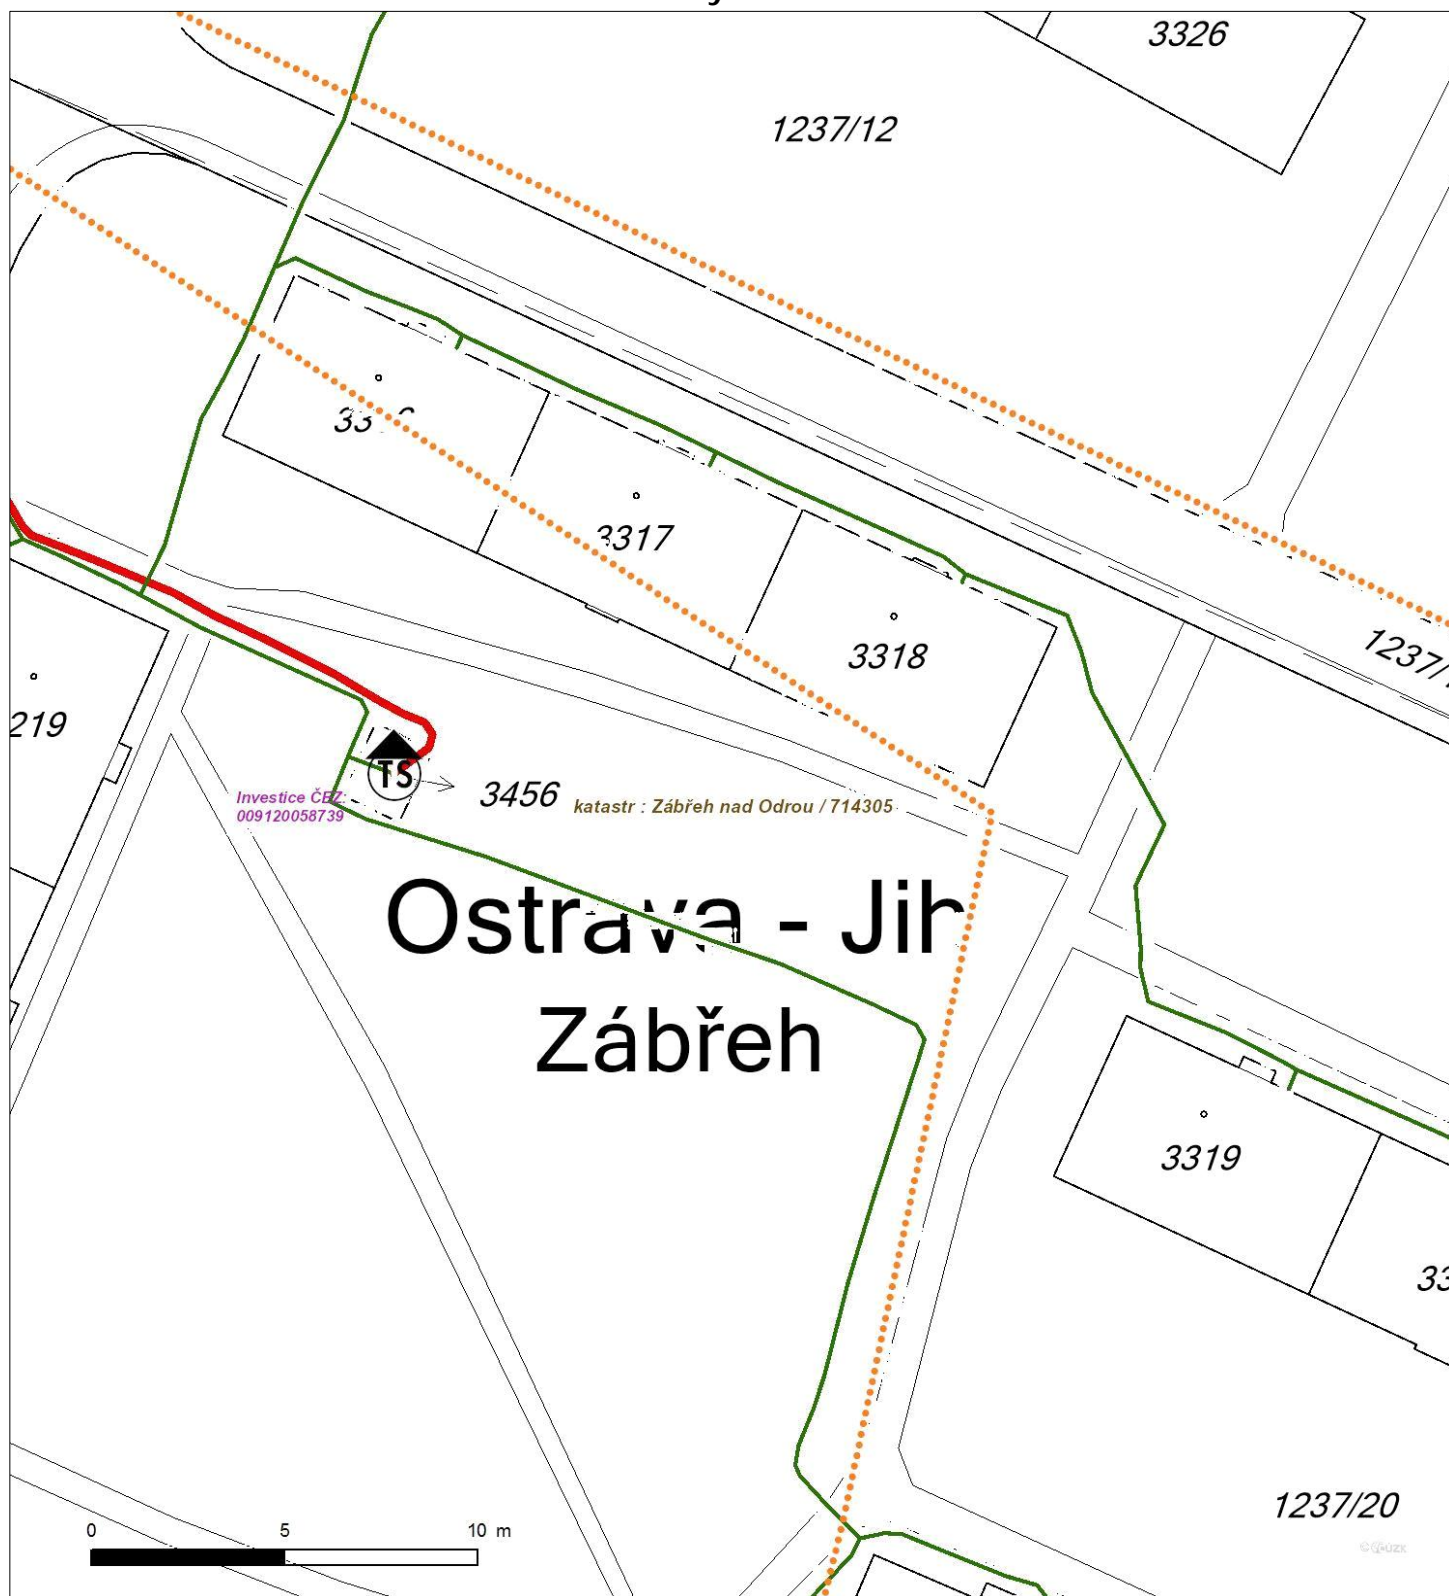 3326
1237/12
3317
3318
219
TS
3456
Investice ČEZ:
009120058739
katastr : Zábřeh nad Odrou / 714305
Ostrava - Jih
Zábřeh
3319
1237/20
0 5 10 m